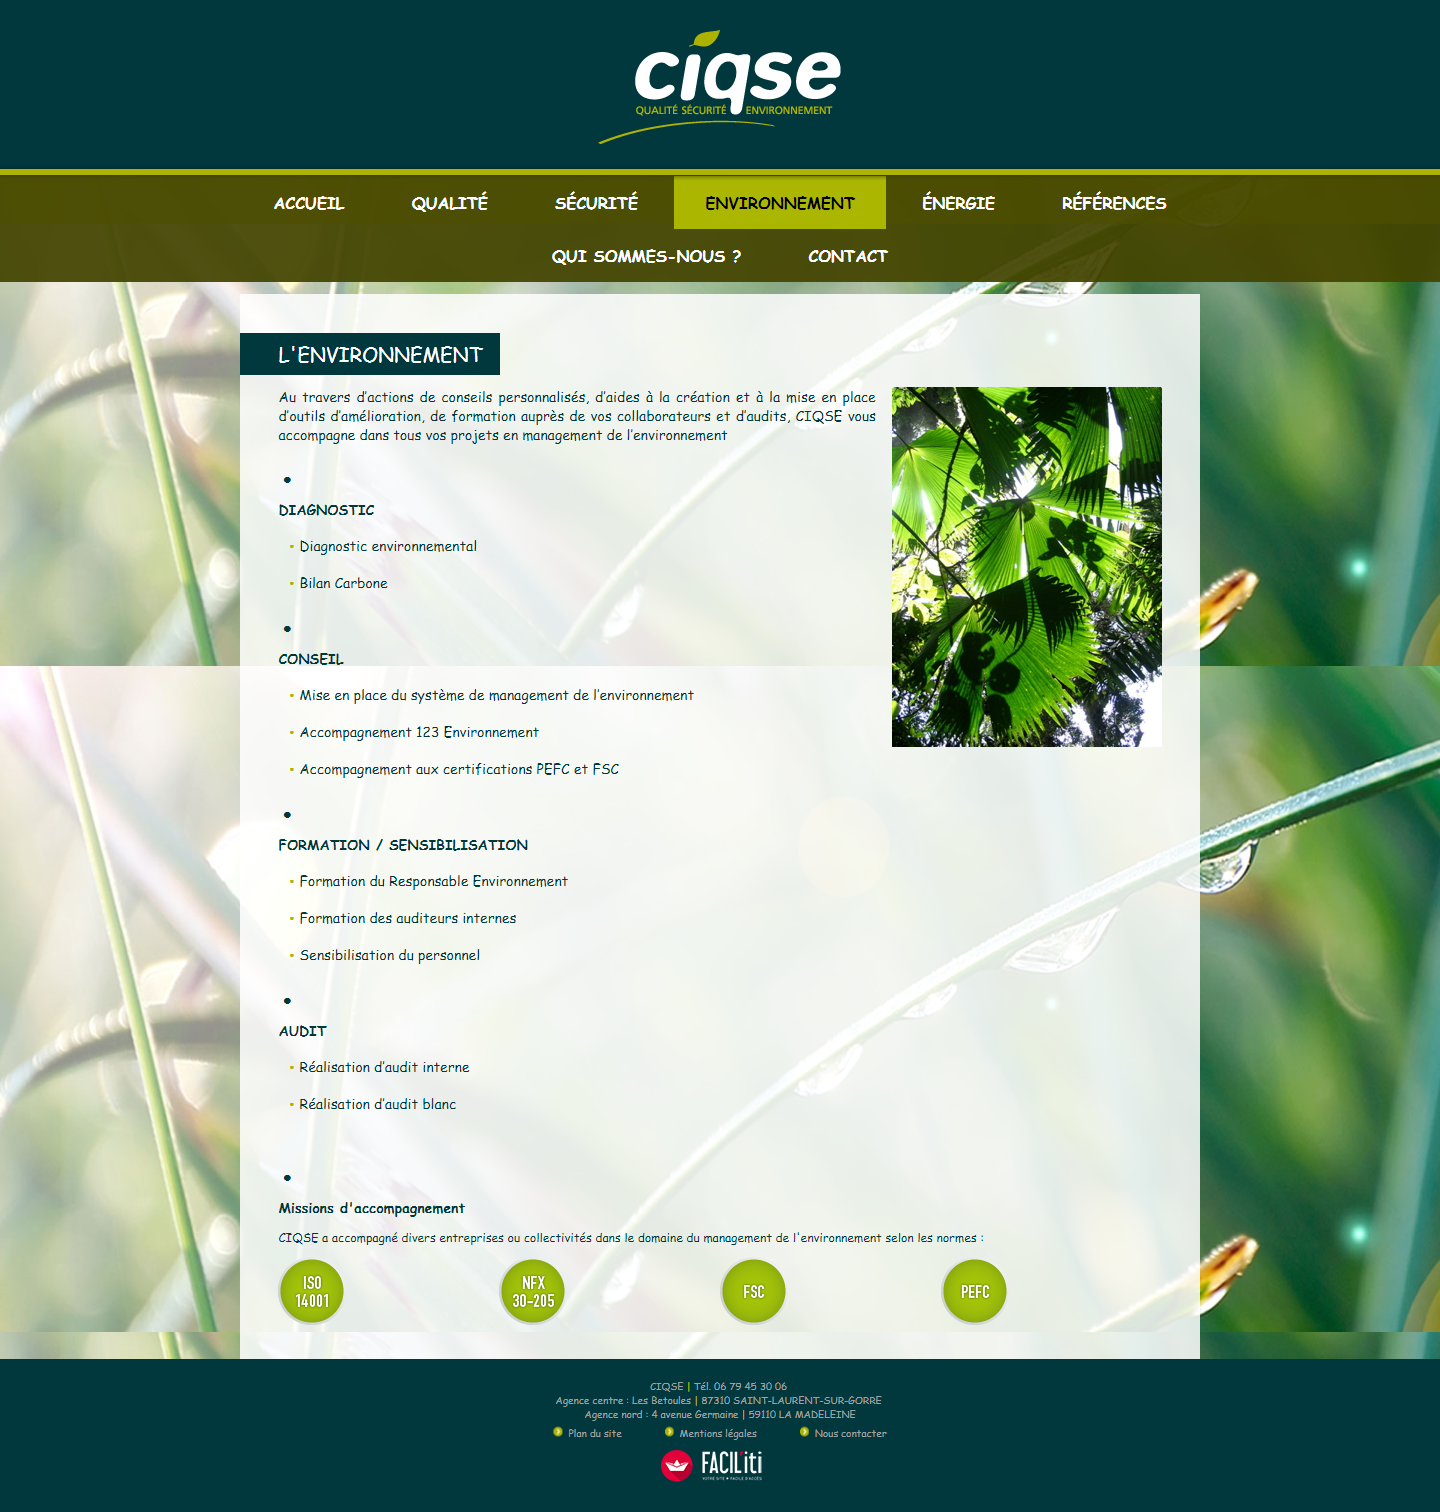 ciqse
QUALITÉ SÉCURITÉ ENVIRONNEMENT
ACCUEIL QUALITÉ SÉCURITÉ ENVIRONNEMENT ÉNERGIE RÉFÉRENCES
QUI SOMMES-NOUS ? CONTACT
L'ENVIRONNEMENT
Au travers d’actions de conseils personnalisés, d’aides à la création et à la mise en place
d’outils d’amélioration, de formation auprès de vos collaborateurs et d’audits, CIQSE vous
accompagne dans tous vos projets en management de l’environnement
•
DIAGNOSTIC
• Diagnostic environnemental
• Bilan Carbone
•
CONSEIL
• Mise en place du système de management de l’environnement
• Accompagnement 123 Environnement
• Accompagnement aux certifications PEFC et FSC
•
FORMATION / SENSIBILISATION
• Formation du Responsable Environnement
• Formation des auditeurs internes
• Sensibilisation du personnel
•
AUDIT
• Réalisation d’audit interne
• Réalisation d’audit blanc
•
Missions d'accompagnement
CIQSE a accompagné divers entreprises ou collectivités dans le domaine du management de l'environnement selon les normes :
ISO
14001
NFX
30-205
FSC
PEFC
CIQSE | Tél. 06 79 45 30 06
Agence centre : Les Betoules | 87310 SAINT-LAURENT-SUR-GORRE
Agence nord : 4 avenue Germaine | 59110 LA MADELEINE
Plan du site Mentions légales Nous contacter
FACIL'iti
VOTRE SITE + FACILE D'ACCÈS